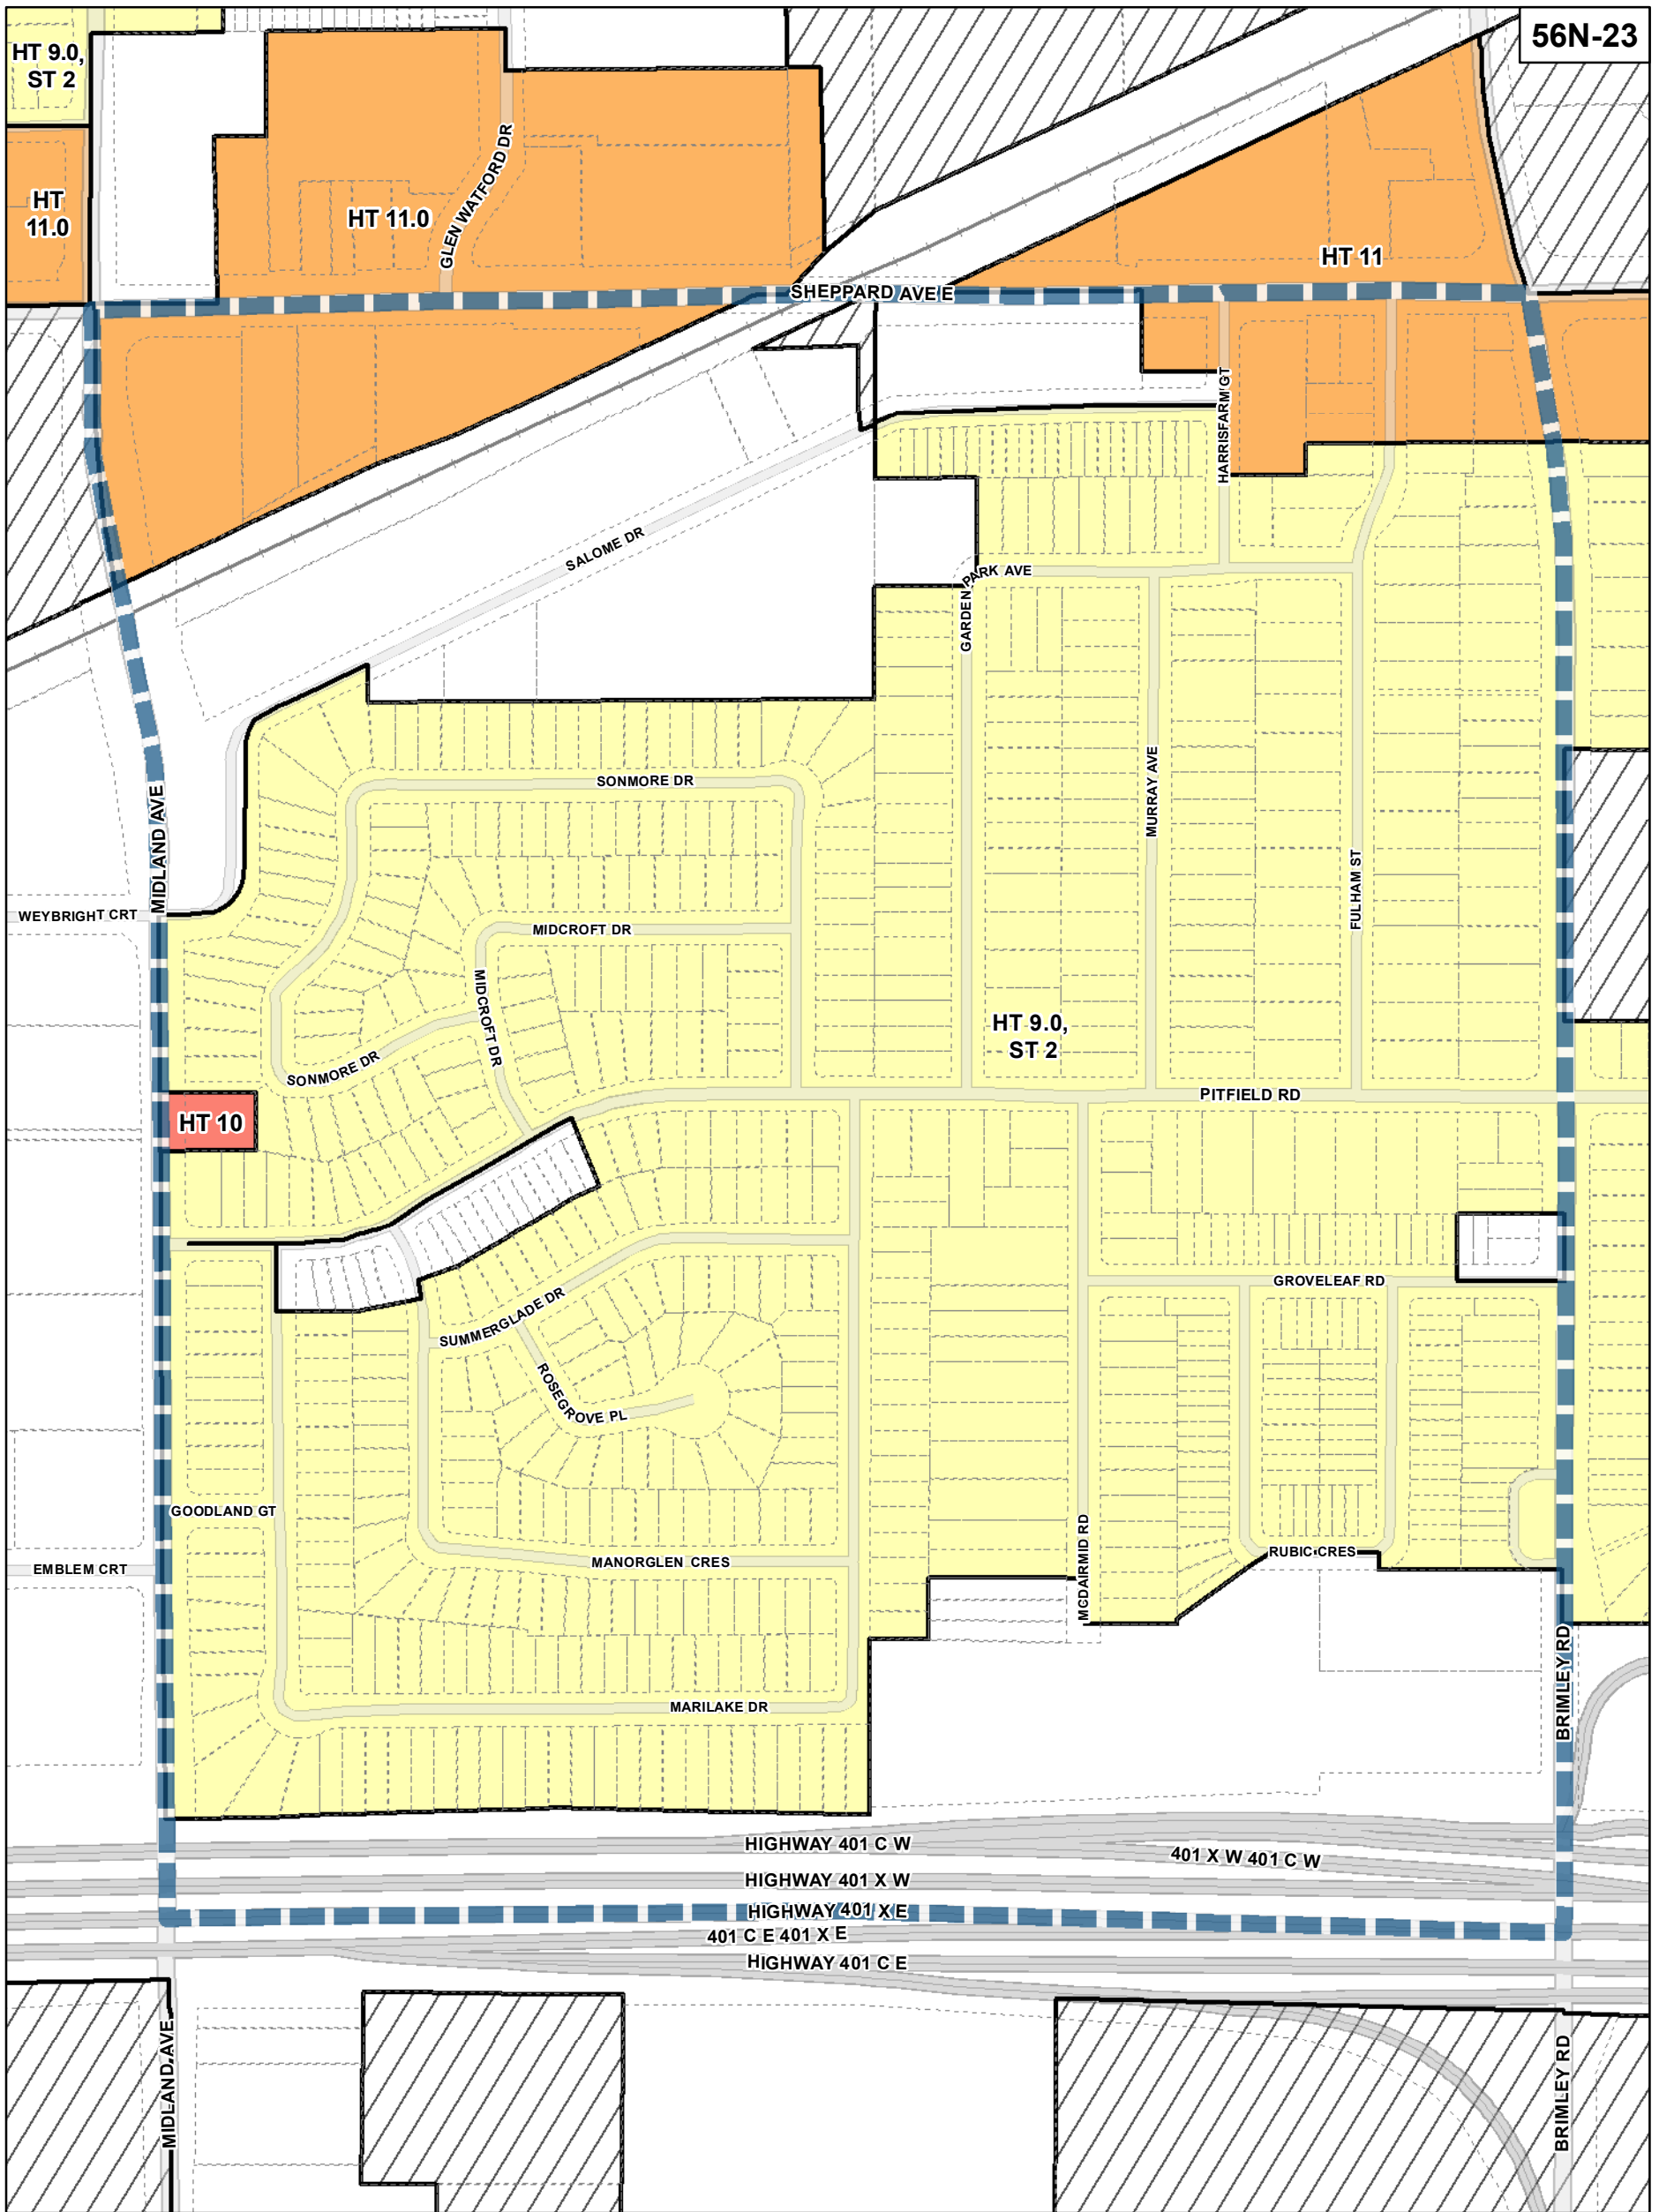 56N-23
HT 9.0,
ST 2
HT
11.0
HT 11.0
GLEN WATFORD DR
HT 11
SHEPPARD AVE E
HARRISFARM GT
SALOME DR
GARDEN PARK AVE
SONMORE DR
MURRAY AVE
MIDLAND AVE
FULHAM ST
WEYBRIGHT CRT
MIDCROFT DR
MIDCROFT DR
HT 9.0,
ST 2
SONMORE DR
PITFIELD RD
HT 10
GROVELEAF RD
SUMMERGLADE DR
ROSEGROVE PL
GOODLAND GT
MCDAIRMID RD
RUBIC CRES
MANORGLEN CRES
EMBLEM CRT
BRIMLEY RD
MARILAKE DR
HIGHWAY 401 C W
401 X W 401 C W
HIGHWAY 401 X W
HIGHWAY 401 X E
401 C E 401 X E
HIGHWAY 401 C E
MIDLAND AVE
BRIMLEY RD